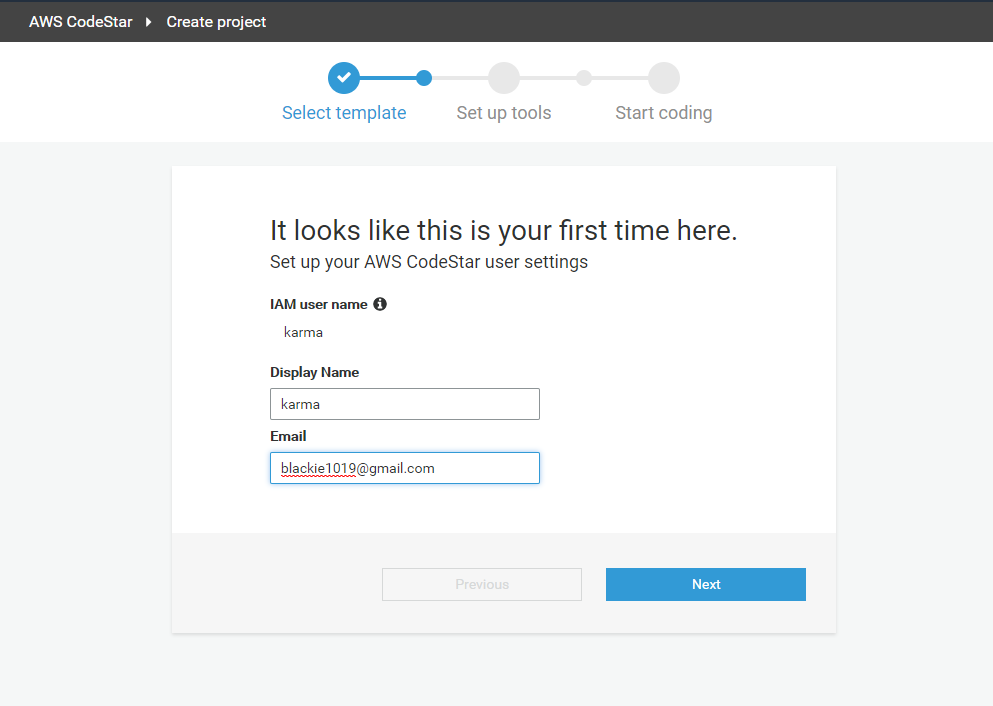 AWS CodeStar Create project
Select template Set up tools Start coding
It looks like this is your first time here.
Set up your AWS CodeStar user settings
IAM user name
karma
Display Name
karma
Email
blackie1019@gmail.com
Previous Next